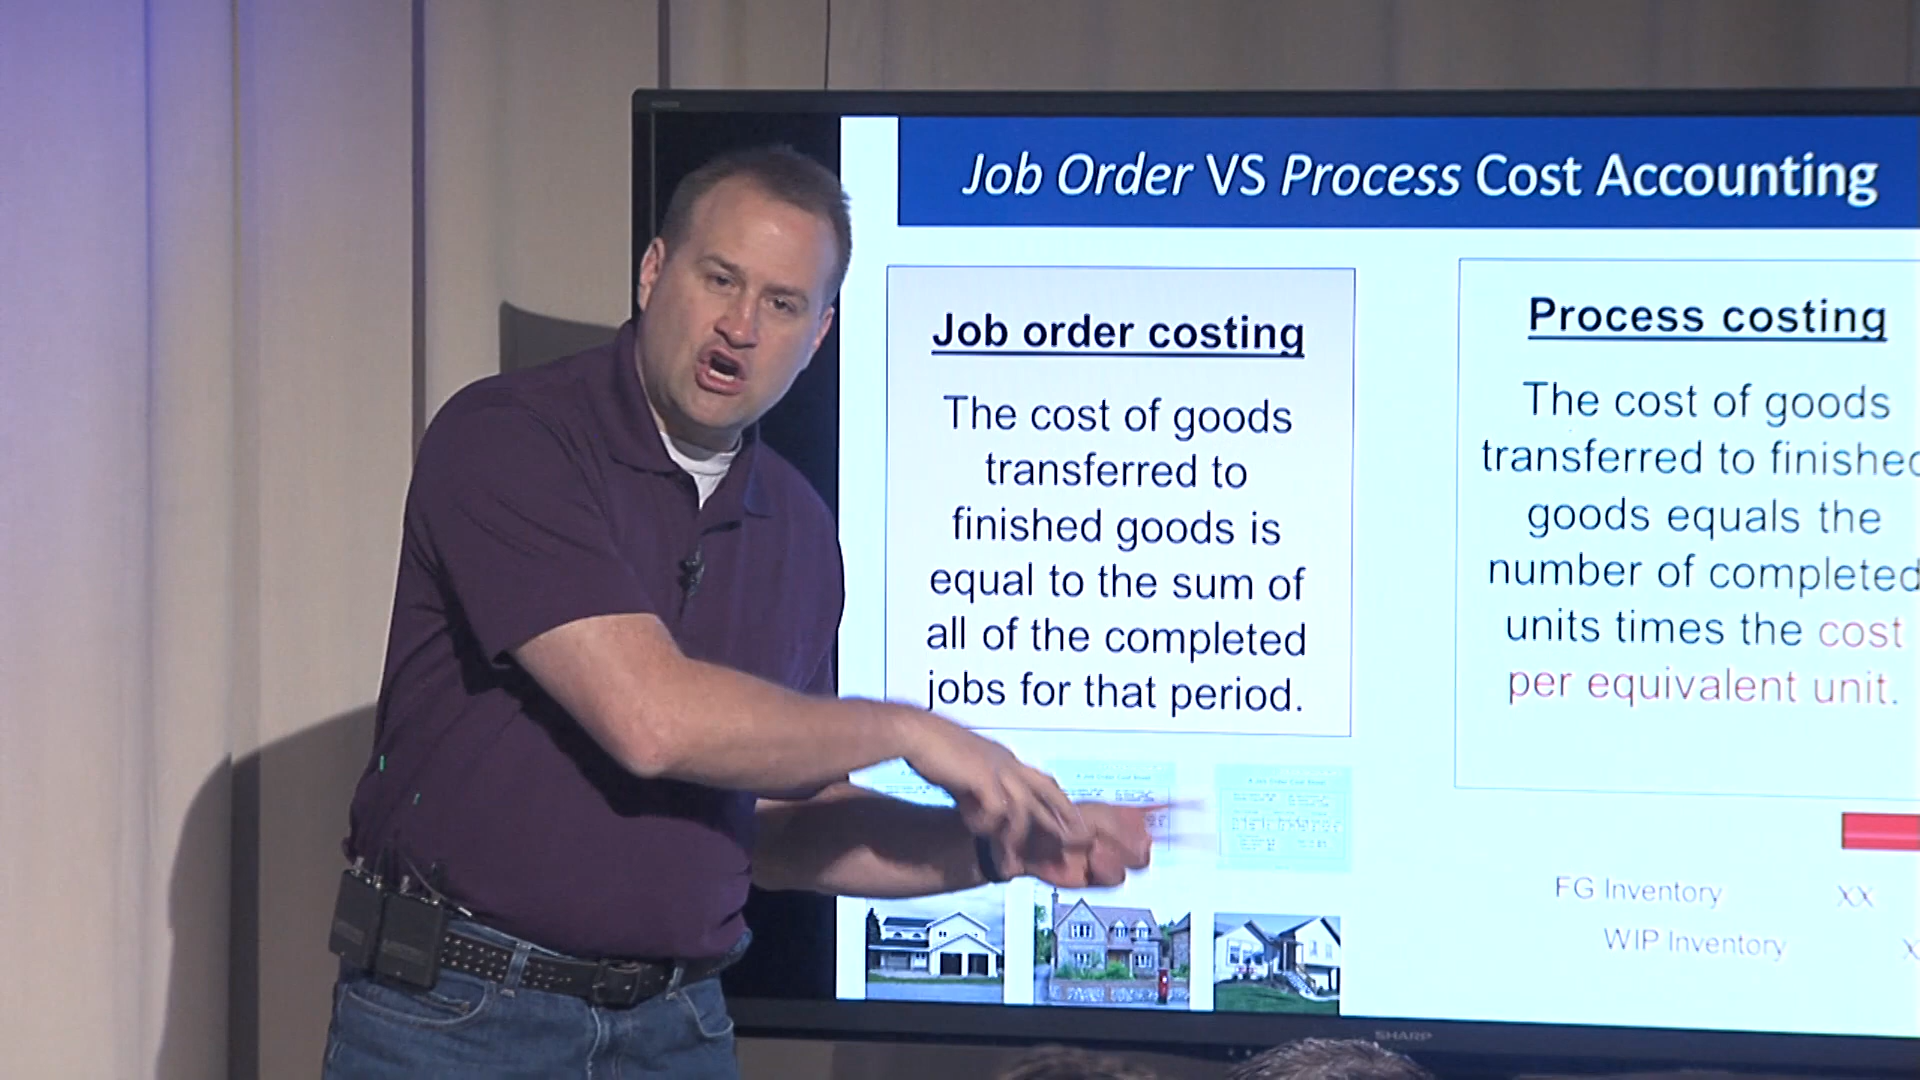 Job Order VS Process Cost Accounting
Job order costing
The cost of goods
transferred to
finished goods is
equal to the sum of
all of the completed
jobs for that period.
Process costing
The cost of goods
transferred to finished
goods equals the
number of completed
units times the cost
per equivalent unit.
FG Inventory XX
WIP Inventory X
SHARP